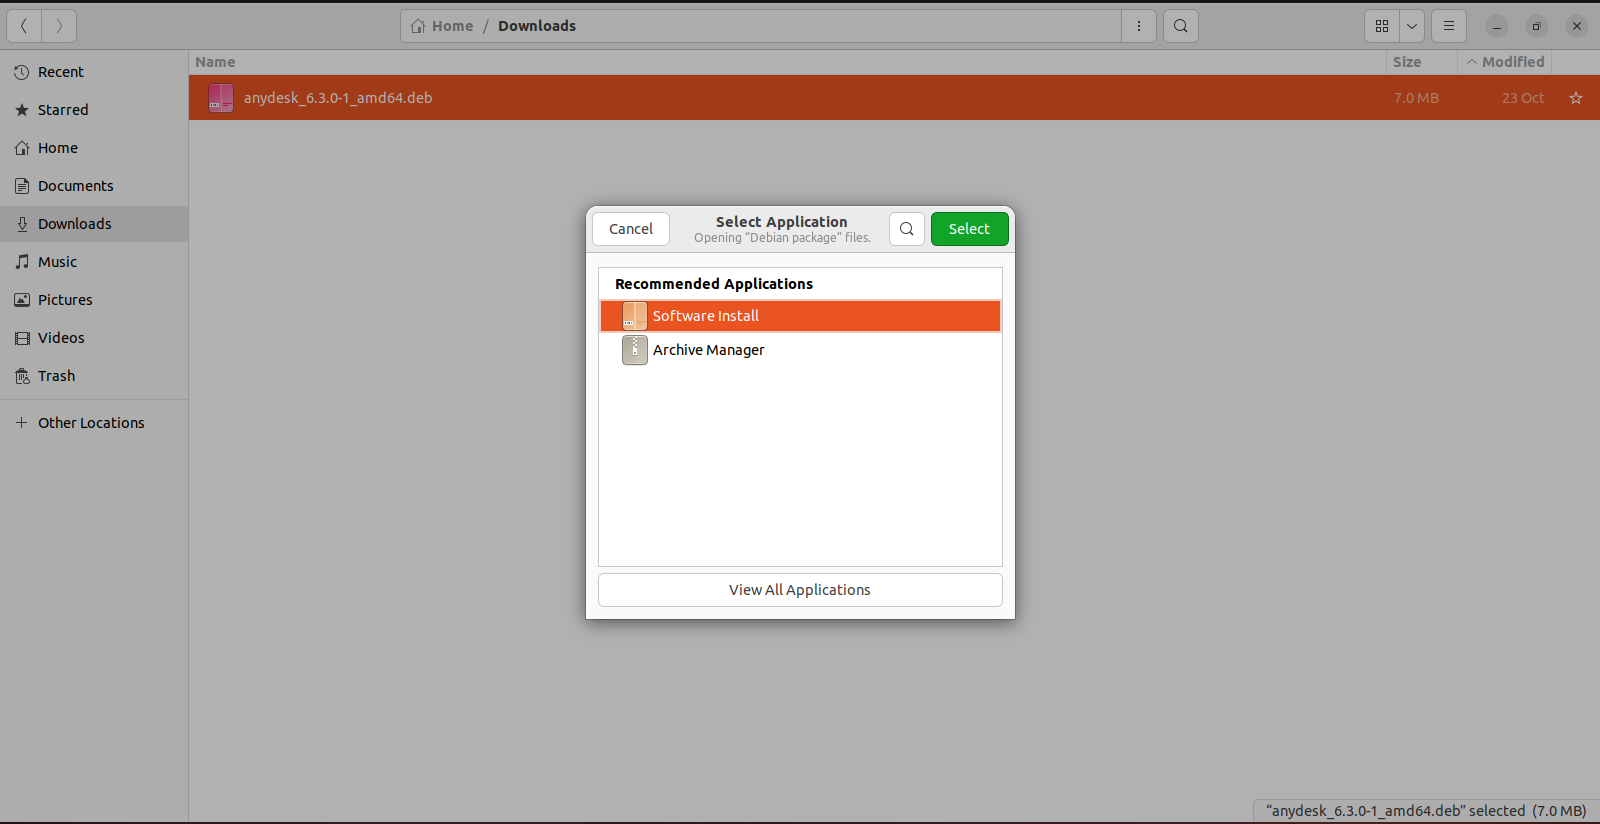 Home / Downloads
Name Size Modified
Recent
Starred
Home
Documents
Downloads
Music
Pictures
Videos
Trash
Other Locations
anydesk_6.3.0-1_amd64.deb 7.0 MB 23 Oct
Cancel Select Application Select
Opening “Debian package” files.
Recommended Applications
Software Install
Archive Manager
View All Applications
“anydesk_6.3.0-1_amd64.deb” selected (7.0 MB)